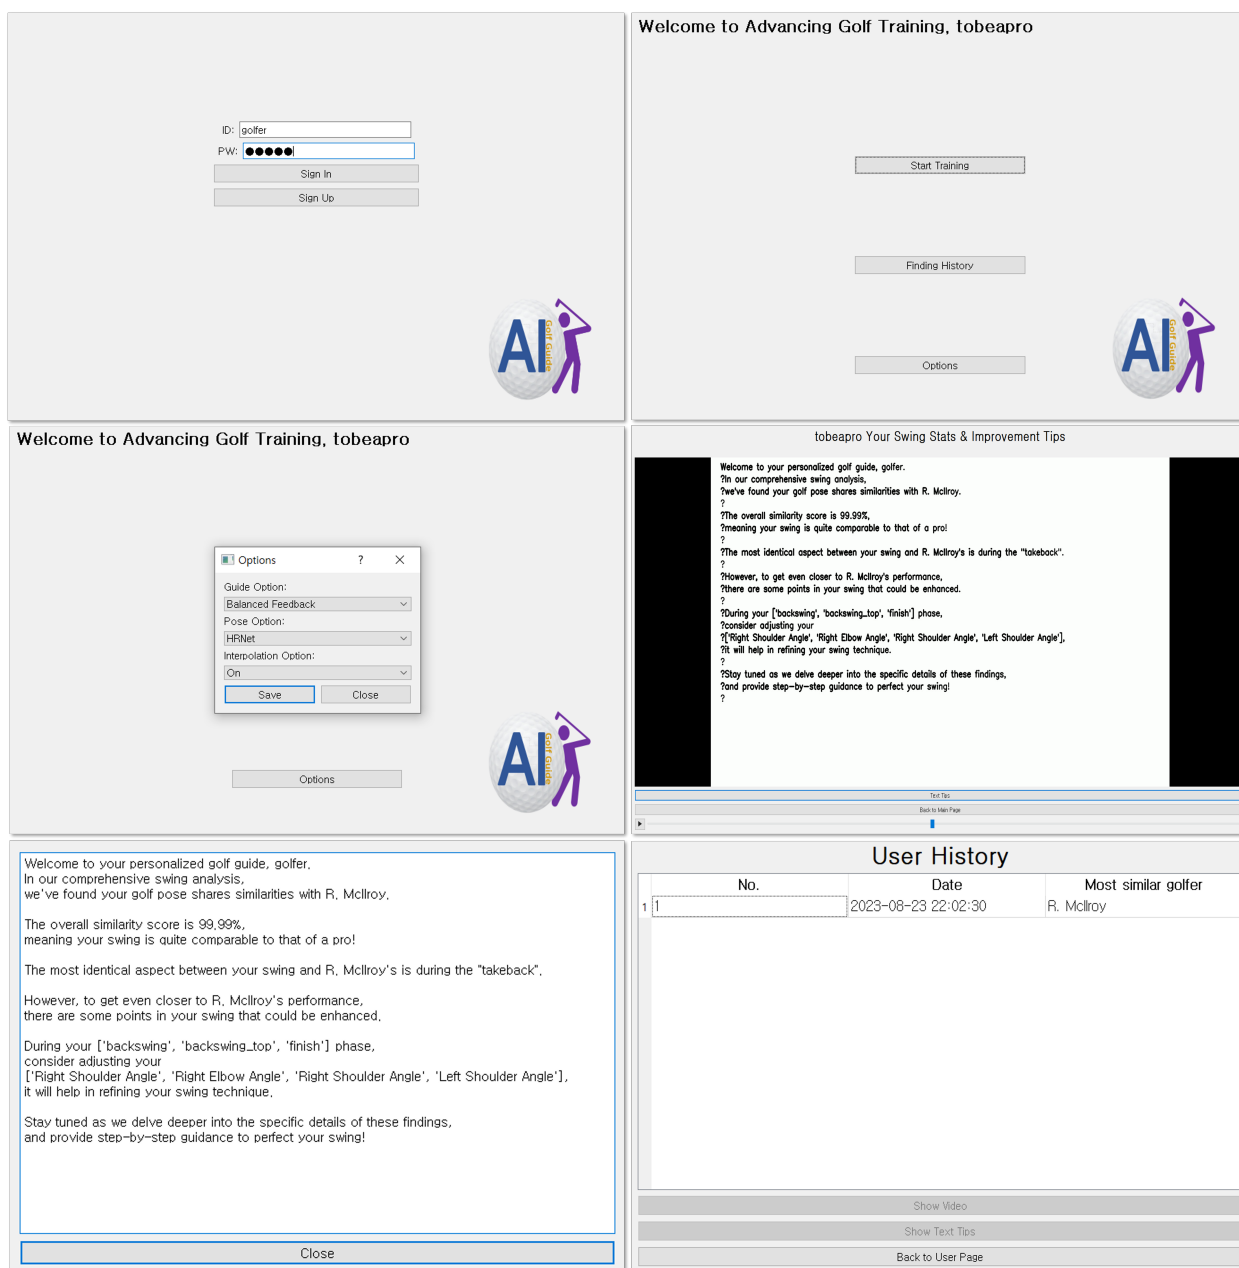 ID: golfer
PW: ●●●●●
Sign In
Sign Up
AI
Golf Guide
Welcome to Advancing Golf Training, tobeapro
Start Training
Finding History
Options
AI
Golf Guide
Welcome to Advancing Golf Training, tobeapro
Options ? ×
Guide Option:
Balanced Feedback
Pose Option:
HRNet
Interpolation Option:
On
Save Close
Options
AI
Golf Guide
tobeapro Your Swing Stats & Improvement Tips
Welcome to your personalized golf guide, golfer.
?In our comprehensive swing analysis,
?we've found your golf pose shares similarities with R. McIlroy.
?
?The overall similarity score is 99.99%,
?meaning your swing is quite comparable to that of a pro!
?
?The most identical aspect between your swing and R. McIlroy's is during the "takeback".
?
?However, to get even closer to R. McIlroy's performance,
?there are some points in your swing that could be enhanced.
?
?During your ['backswing', 'backswing_top', 'finish'] phase,
?consider adjusting your
?['Right Shoulder Angle', 'Right Elbow Angle', 'Right Shoulder Angle', 'Left Shoulder Angle'],
?it will help in refining your swing technique.
?
?Stay tuned as we delve deeper into the specific details of these findings,
?and provide step-by-step guidance to perfect your swing!
?
Text Tips
Back to Main Page
Welcome to your personalized golf guide, golfer.
In our comprehensive swing analysis,
we've found your golf pose shares similarities with R. McIlroy.
The overall similarity score is 99.99%,
meaning your swing is quite comparable to that of a pro!
The most identical aspect between your swing and R. McIlroy's is during the "takeback".
However, to get even closer to R. McIlroy's performance,
there are some points in your swing that could be enhanced.
During your ['backswing', 'backswing_top', 'finish'] phase,
consider adjusting your
['Right Shoulder Angle', 'Right Elbow Angle', 'Right Shoulder Angle', 'Left Shoulder Angle'],
it will help in refining your swing technique.
Stay tuned as we delve deeper into the specific details of these findings,
and provide step-by-step guidance to perfect your swing!
Close
User History
No. Date Most similar golfer
1 1 2023-08-23 22:02:30 R. McIlroy
Show Video
Show Text Tips
Back to User Page